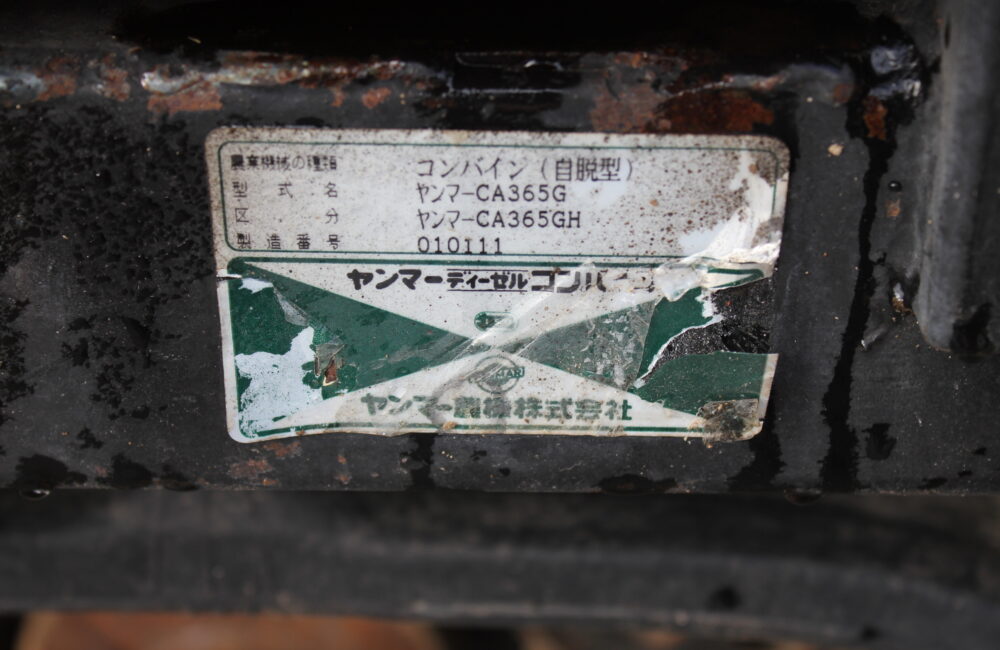 農業機械の種類 コンバイン(自脱型)
型式名 ヤンマーCA365G
区分 ヤンマーCA365GH
製造番号 010111
ヤンマーディーゼルコンバイン
ヤンマー農機株式会社